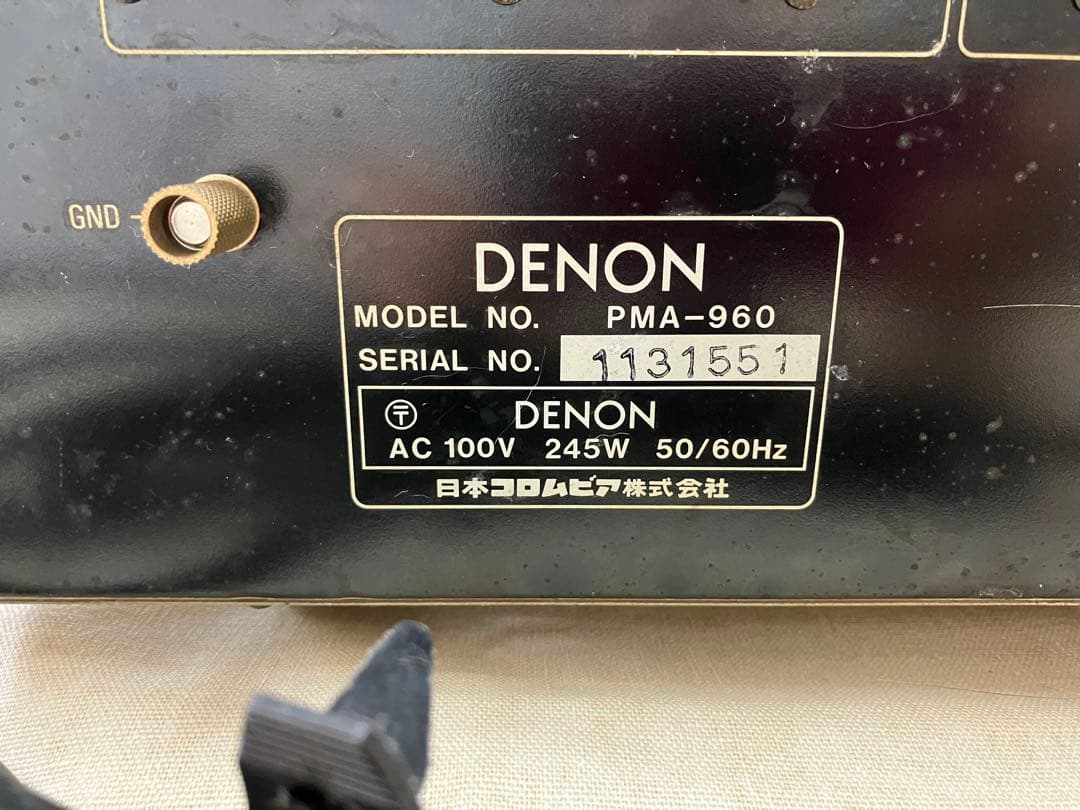 GND
DENON
MODEL NO. PMA-960
SERIAL NO. 1131551
〶 DENON
AC 100V 245W 50/60Hz
日本コロムビア株式会社